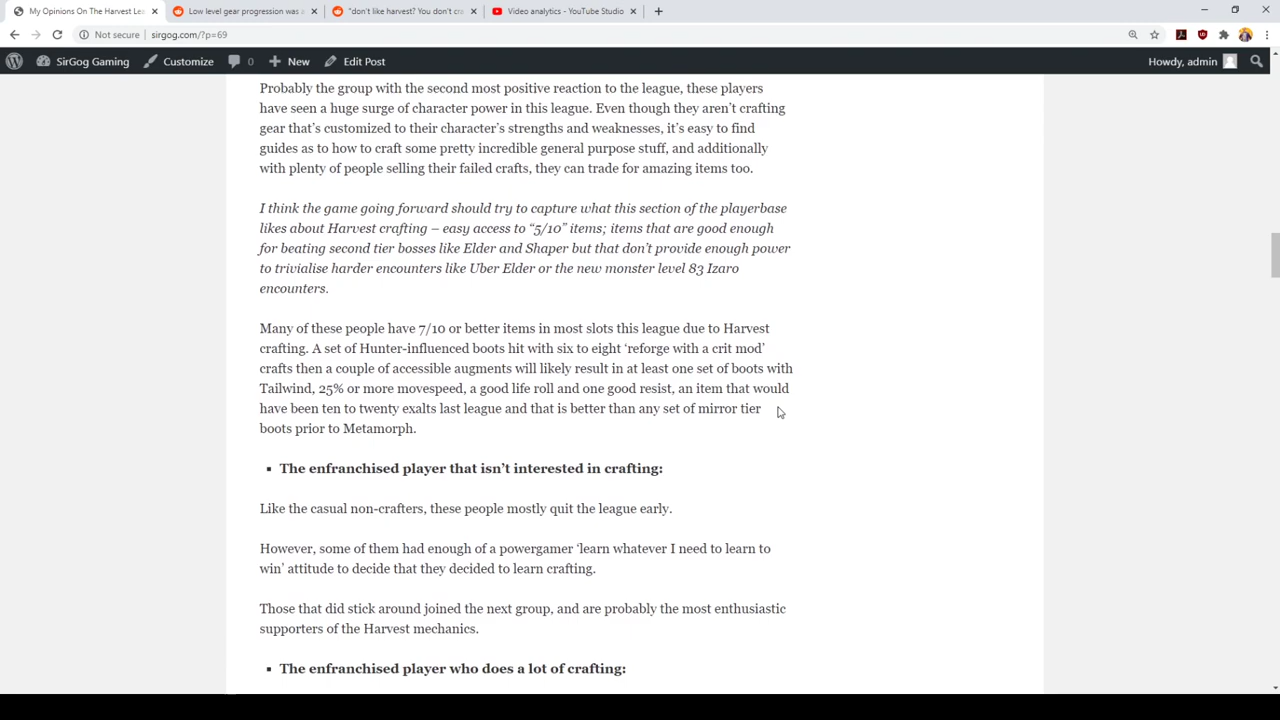 My Opinions On The Harvest Lea
Low level gear progression was a
"don't like harvest? You don't cr
Video analytics - YouTube Studio
Not secure | sirgog.com/?p=69
SirGog Gaming
Customize
0
New
Edit Post
Howdy, admin
Probably the group with the second most positive reaction to the league, these players
have seen a huge surge of character power in this league. Even though they aren't crafting
gear that's customized to their character's strengths and weaknesses, it's easy to find
guides as to how to craft some pretty incredible general purpose stuff, and additionally
with plenty of people selling their failed crafts, they can trade for amazing items too.
I think the game going forward should try to capture what this section of the playerbase
likes about Harvest crafting – easy access to "5/10" items; items that are good enough
for beating second tier bosses like Elder and Shaper but that don't provide enough power
to trivialise harder encounters like Uber Elder or the new monster level 83 Izaro
encounters.
Many of these people have 7/10 or better items in most slots this league due to Harvest
crafting. A set of Hunter-influenced boots hit with six to eight 'reforge with a crit mod'
crafts then a couple of accessible augments will likely result in at least one set of boots with
Tailwind, 25% or more movespeed, a good life roll and one good resist, an item that would
have been ten to twenty exalts last league and that is better than any set of mirror tier
boots prior to Metamorph.
▪ The enfranchised player that isn't interested in crafting:
Like the casual non-crafters, these people mostly quit the league early.
However, some of them had enough of a powergamer 'learn whatever I need to learn to
win' attitude to decide that they decided to learn crafting.
Those that did stick around joined the next group, and are probably the most enthusiastic
supporters of the Harvest mechanics.
▪ The enfranchised player who does a lot of crafting: